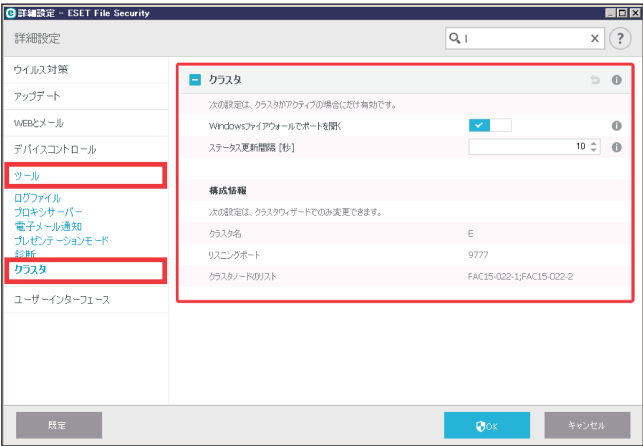 詳細設定 - ESET File Security
詳細設定
I
x
?
ウイルス対策
アップデート
WEBとメール
デバイスコントロール
ツール
ログファイル
プロキシサーバー
電子メール通知
プレゼンテーションモード
診断
クラスタ
ユーザーインターフェース
クラスタ
次の設定は、クラスタがアクティブの場合にだけ有効です。
Windowsファイアウォールでポートを開く
ステータス更新間隔 [秒]
10
構成情報
次の設定は、クラスタウィザードでのみ変更できます。
クラスタ名
E
リスニングポート
9777
クラスタノードのリスト
FAC15-022-1;FAC15-022-2
既定
OK
キャンセル